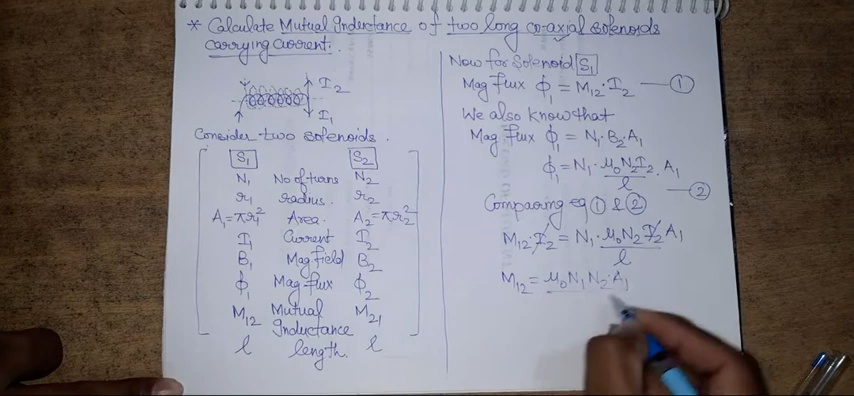 * Calculate Mutual Inductance of two long co-axial solenoids
carrying current.
I₂
I₁
Consider two solenoids.
S₁ S₂
N₁ No of turns N₂
r₁ radius. r₂
A₁=πr₁² Area. A₂=πr₂²
I₁ Current I₂
B₁ Mag field B₂
ϕ₁ Mag flux ϕ₂
M₁₂ Mutual Inductance M₂₁
l length. l
Now for Solenoid S₁
Mag flux ϕ₁ = M₁₂·I₂ — ①
We also know that
Mag flux ϕ₁ = N₁·B₂·A₁
ϕ₁ = N₁·μ₀N₂I₂/l·A₁ — ②
Comparing eq ① & ②
M₁₂·I₂ = N₁·μ₀N₂I₂/l A₁
M₁₂ = μ₀N₁N₂·A₁